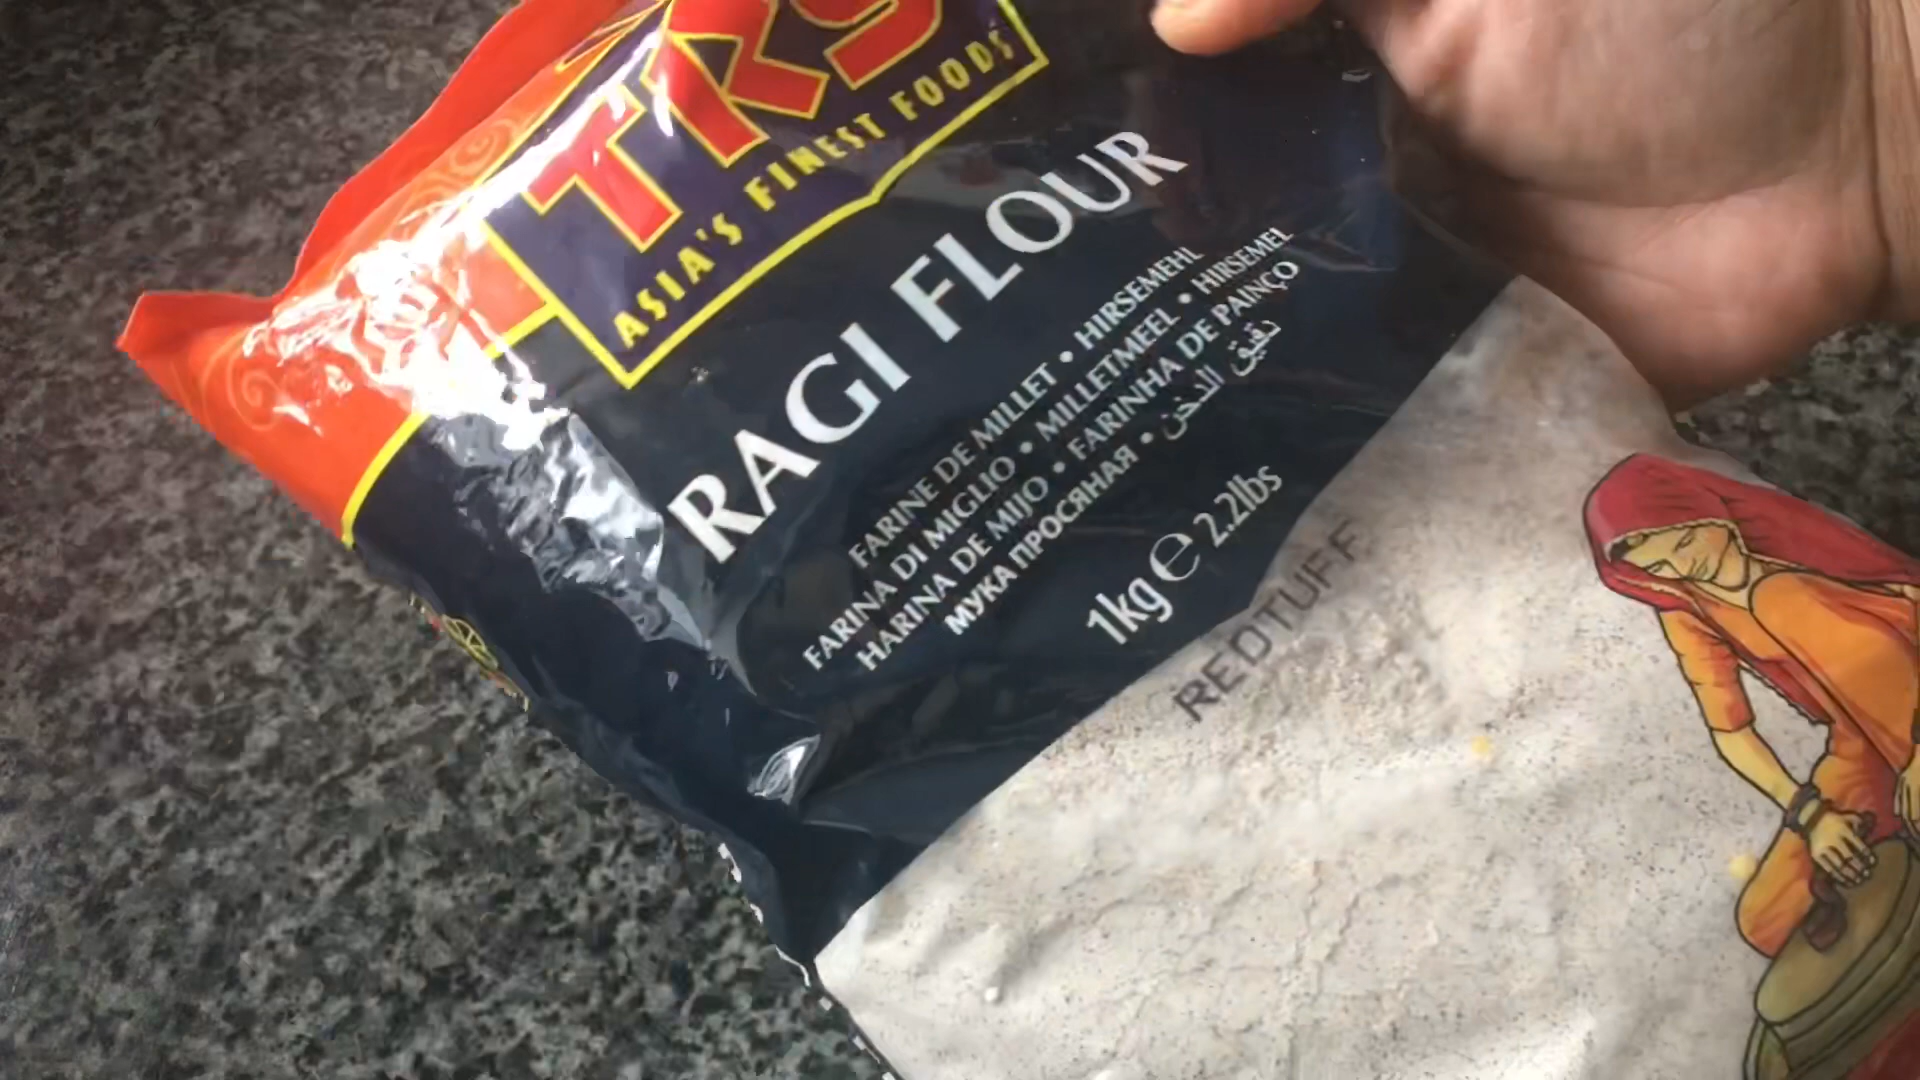 TRS
ASIA'S FINEST FOODS
RAGI FLOUR
FARINE DE MILLET • HIRSEMEHL
FARINA DI MIGLIO • MILLETMEEL • HIRSEMEL
HARINA DE MIJO • FARINHA DE PAINÇO
МУКА ПРОСЯНАЯ • دقيق الدخن
1kg e 2.2lbs
REDTUFF